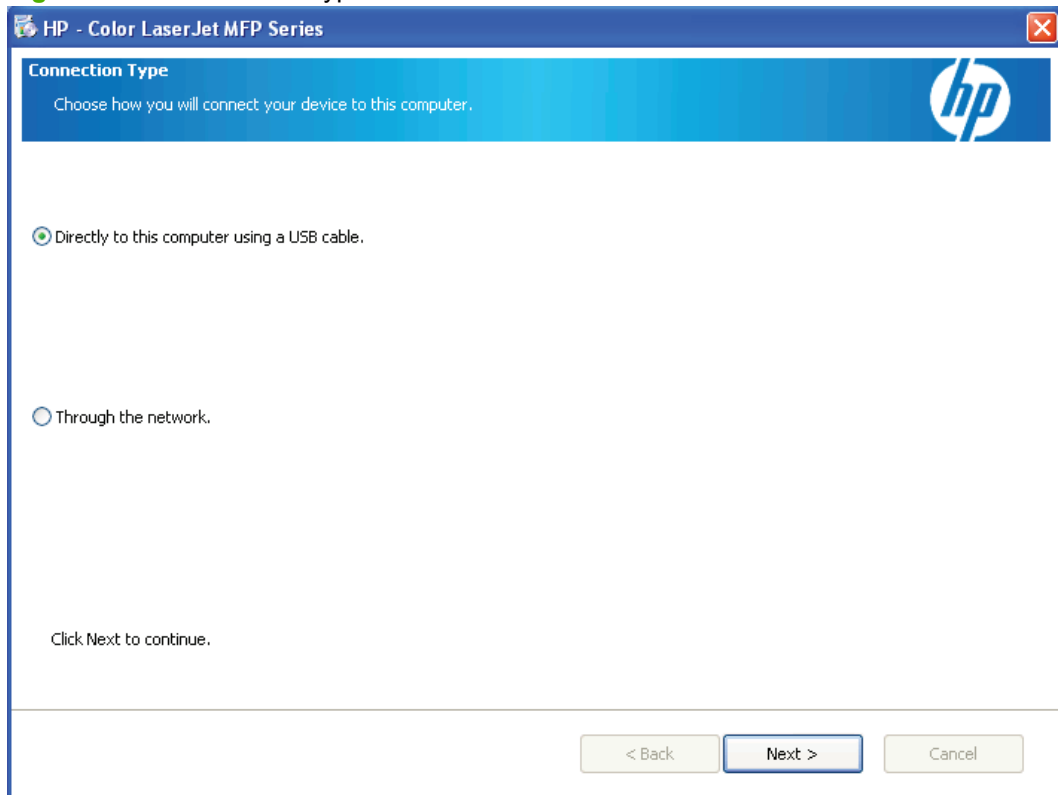 HP - Color LaserJet MFP Series
Connection Type
Choose how you will connect your device to this computer.
hp
Directly to this computer using a USB cable.
Through the network.
Click Next to continue.
< Back Next > Cancel